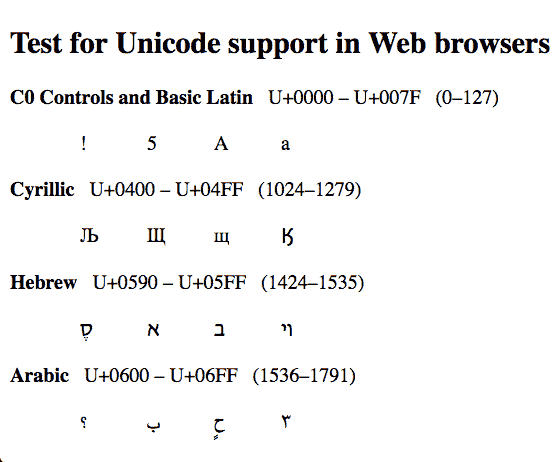 Test for Unicode support in Web browsers
C0 Controls and Basic Latin U+0000 – U+007F (0–127)
! 5 A a
Cyrillic U+0400 – U+04FF (1024–1279)
Љ Щ щ Ӄ
Hebrew U+0590 – U+05FF (1424–1535)
סֶ א ב וי
Arabic U+0600 – U+06FF (1536–1791)
؟ ب حٍ ٣